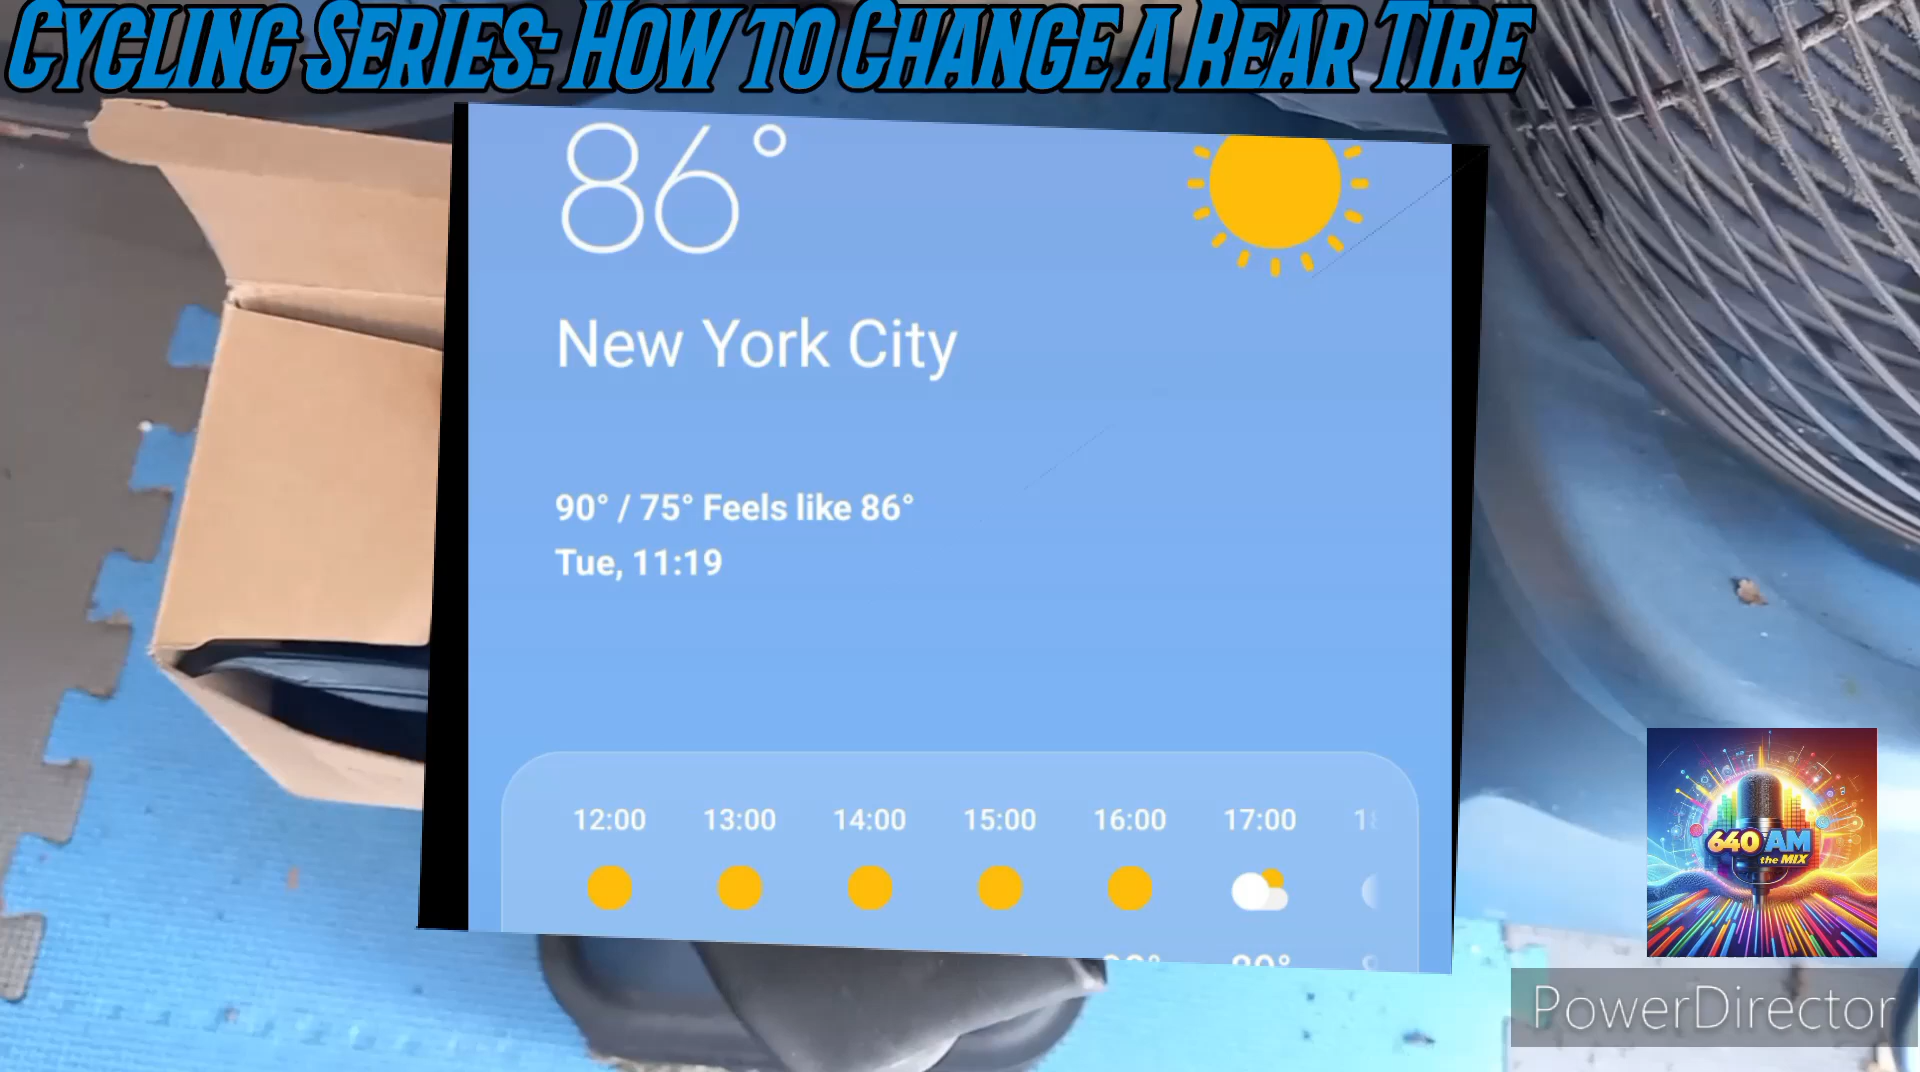 Cycling Series: How to Change a Rear Tire
86°
New York City
90° / 75° Feels like 86°
Tue, 11:19
12:00 13:00 14:00 15:00 16:00 17:00
640 AM
the MIX
PowerDirector